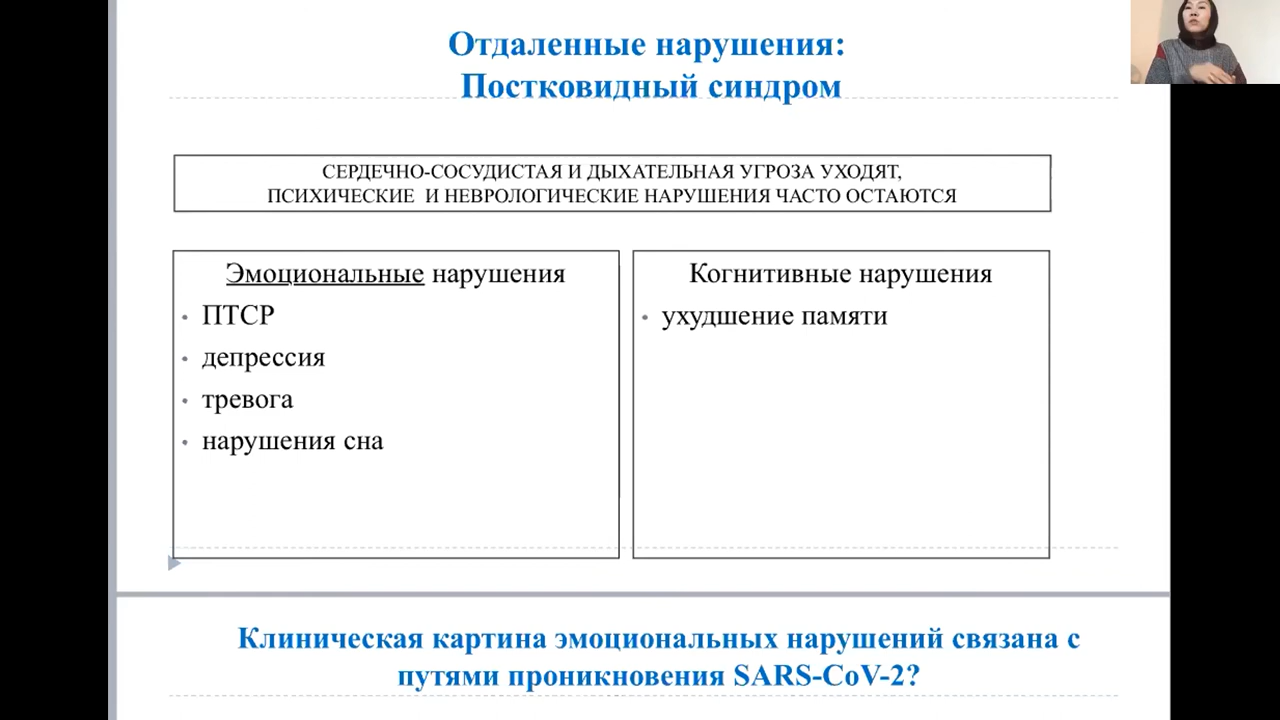 Отдаленные нарушения:
Постковидный синдром
СЕРДЕЧНО-СОСУДИСТАЯ И ДЫХАТЕЛЬНАЯ УГРОЗА УХОДЯТ,
ПСИХИЧЕСКИЕ И НЕВРОЛОГИЧЕСКИЕ НАРУШЕНИЯ ЧАСТО ОСТАЮТСЯ
Эмоциональные нарушения
• ПТСР
• депрессия
• тревога
• нарушения сна
Когнитивные нарушения
• ухудшение памяти
Клиническая картина эмоциональных нарушений связана с
путями проникновения SARS-CoV-2?